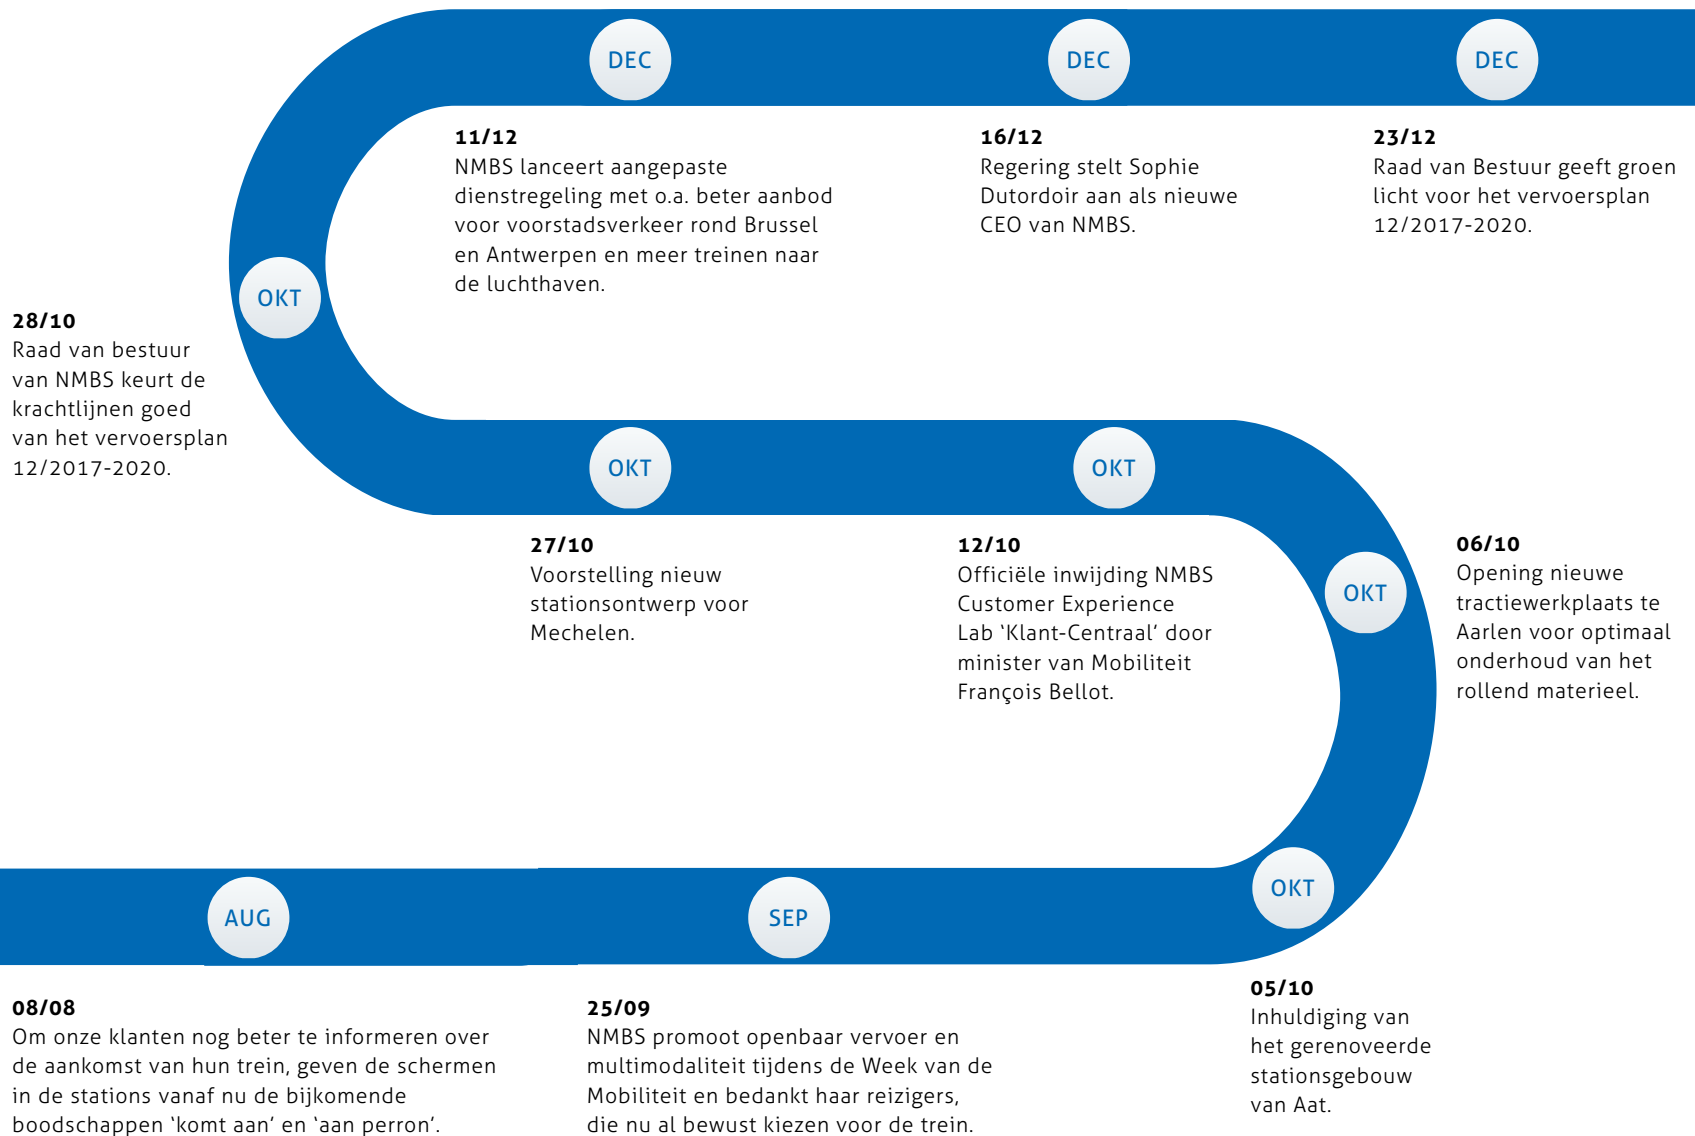 DEC
DEC
DEC
11/12
NMBS lanceert aangepaste
dienstregeling met o.a. beter aanbod
voor voorstadsverkeer rond Brussel
en Antwerpen en meer treinen naar
de luchthaven.
16/12
Regering stelt Sophie
Dutordoir aan als nieuwe
CEO van NMBS.
23/12
Raad van Bestuur geeft groen
licht voor het vervoersplan
12/2017-2020.
OKT
28/10
Raad van bestuur
van NMBS keurt de
krachtlijnen goed
van het vervoersplan
12/2017-2020.
OKT
OKT
27/10
Voorstelling nieuw
stationsontwerp voor
Mechelen.
12/10
Officiële inwijding NMBS
Customer Experience
Lab ‘Klant-Centraal’ door
minister van Mobiliteit
François Bellot.
OKT
06/10
Opening nieuwe
tractiewerkplaats te
Aarlen voor optimaal
onderhoud van het
rollend materieel.
AUG
SEP
OKT
08/08
Om onze klanten nog beter te informeren over
de aankomst van hun trein, geven de schermen
in de stations vanaf nu de bijkomende
boodschappen ‘komt aan’ en ‘aan perron’.
25/09
NMBS promoot openbaar vervoer en
multimodaliteit tijdens de Week van de
Mobiliteit en bedankt haar reizigers,
die nu al bewust kiezen voor de trein.
05/10
Inhuldiging van
het gerenoveerde
stationsgebouw
van Aat.